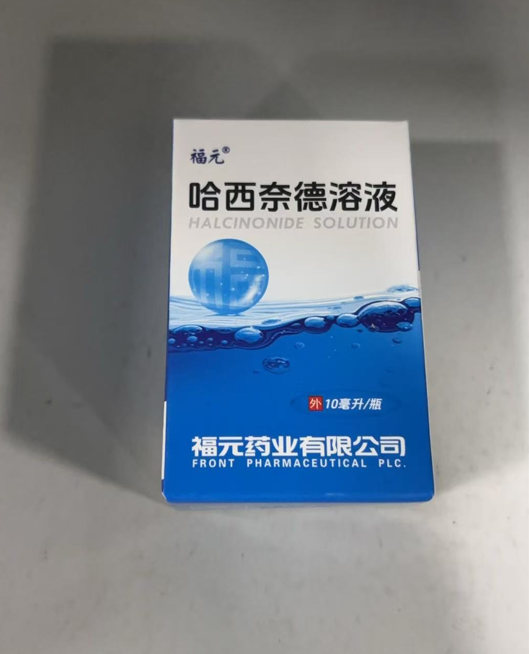 福元®
哈西奈德溶液
HALCINONIDE SOLUTION
福
外 10毫升/瓶
福元药业有限公司
FRONT PHARMACEUTICAL PLC.